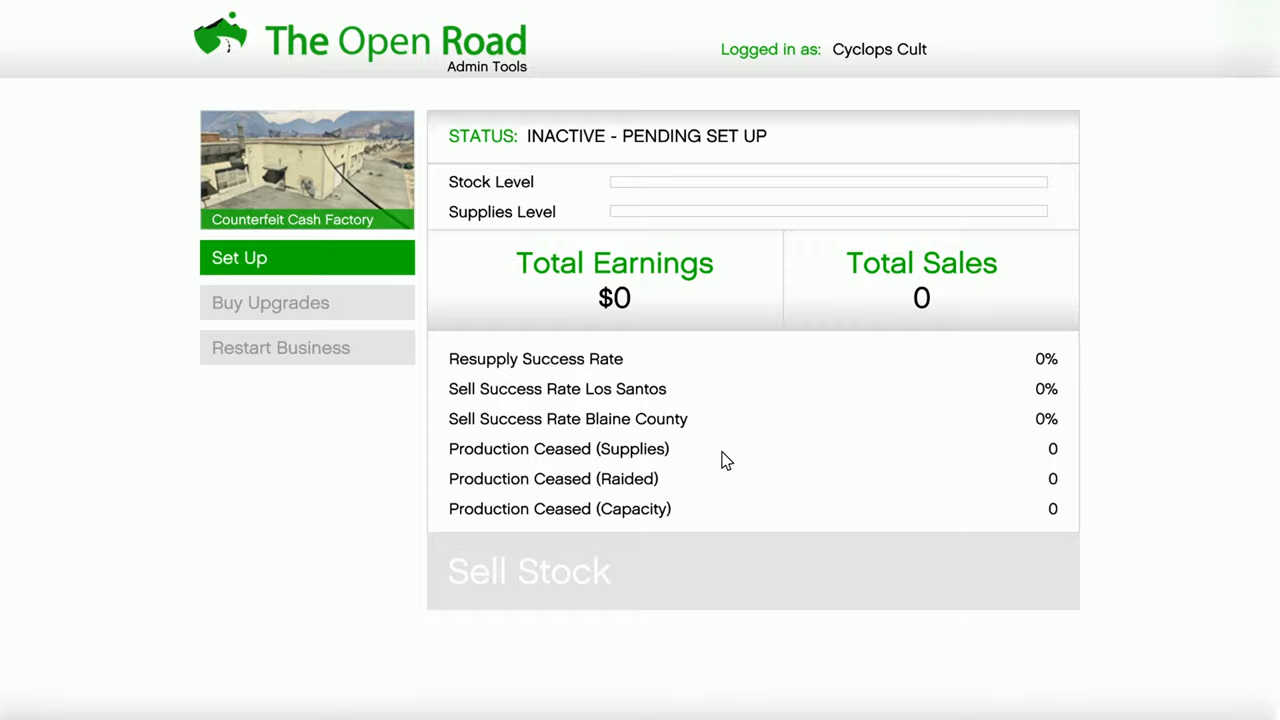 The Open Road
Admin Tools
Logged in as: Cyclops Cult
Counterfeit Cash Factory
Set Up
Buy Upgrades
Restart Business
STATUS: INACTIVE - PENDING SET UP
Stock Level
Supplies Level
Total Earnings
$0
Total Sales
0
Resupply Success Rate 0%
Sell Success Rate Los Santos 0%
Sell Success Rate Blaine County 0%
Production Ceased (Supplies) 0
Production Ceased (Raided) 0
Production Ceased (Capacity) 0
Sell Stock